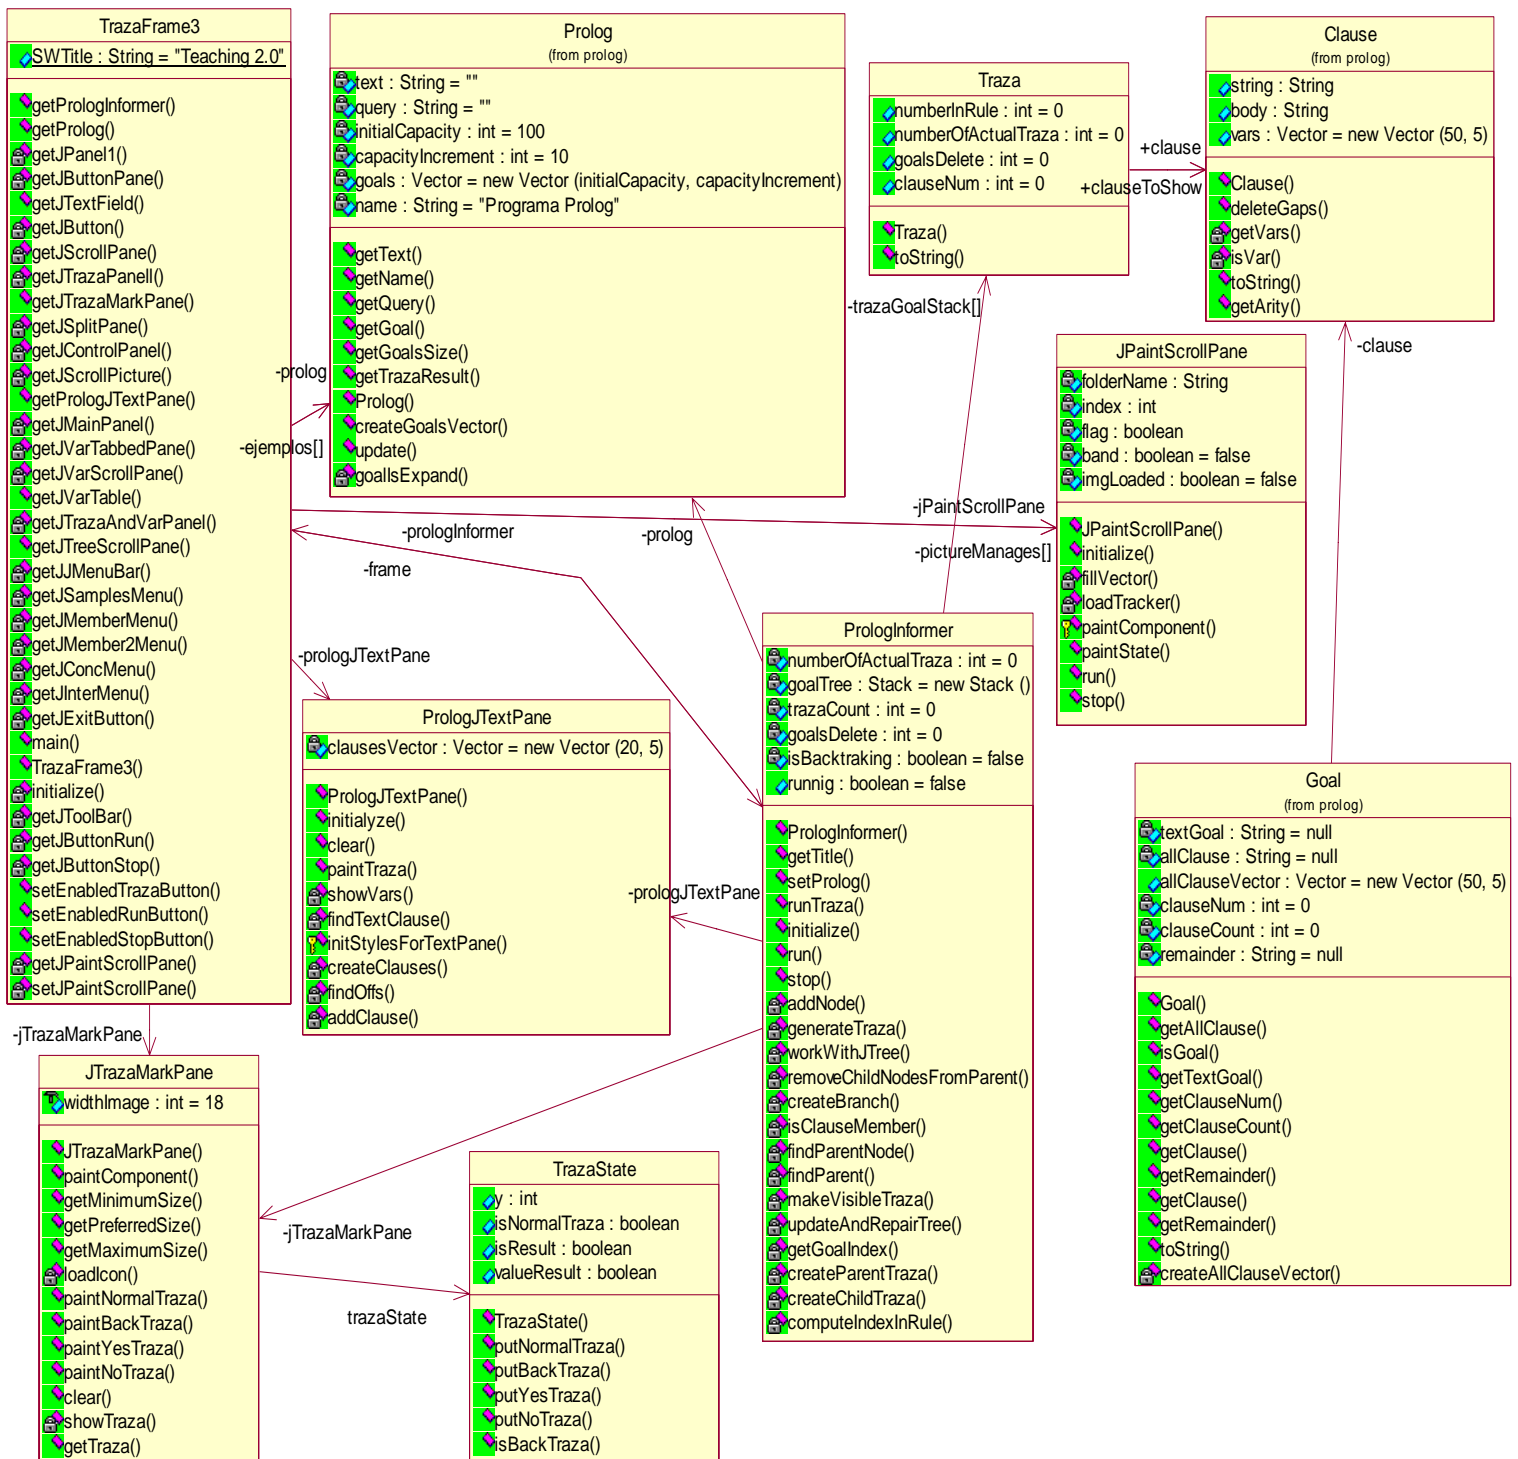 TrazaFrame3
SWTitle : String = "Teaching 2.0"
getPrologInformer()
getProlog()
getJPanel1()
getJButtonPane()
getJTextField()
getJButton()
getJScrollPane()
getJTrazaPanell()
getJTrazaMarkPane()
getJSplitPane()
getJControlPanel()
getJScrollPicture()
getPrologJTextPane()
getJMainPanel()
getJVarTabbedPane()
getJVarScrollPane()
getJVarTable()
getJTrazaAndVarPanel()
getJTreeScrollPane()
getJJMenuBar()
getJSamplesMenu()
getJMemberMenu()
getJMember2Menu()
getJConcMenu()
getJInterMenu()
getJExitButton()
main()
TrazaFrame3()
initialize()
getJToolBar()
getJButtonRun()
getJButtonStop()
setEnabledTrazaButton()
setEnabledRunButton()
setEnabledStopButton()
getJPaintScrollPane()
setJPaintScrollPane()
Prolog
(from prolog)
text : String = ""
query : String = ""
initialCapacity : int = 100
capacityIncrement : int = 10
goals : Vector = new Vector (initialCapacity, capacityIncrement)
name : String = "Programa Prolog"
getText()
getName()
getQuery()
getGoal()
getGoalsSize()
getTrazaResult()
Prolog()
createGoalsVector()
update()
goalIsExpand()
Traza
numberInRule : int = 0
numberOfActualTraza : int = 0
goalsDelete : int = 0
clauseNum : int = 0
Traza()
toString()
+clause
+clauseToShow
Clause
(from prolog)
string : String
body : String
vars : Vector = new Vector (50, 5)
Clause()
deleteGaps()
getVars()
isVar()
toString()
getArity()
-prolog
-ejemplos[]
-trazaGoalStack[]
-clause
JPaintScrollPane
folderName : String
index : int
flag : boolean
band : boolean = false
imgLoaded : boolean = false
JPaintScrollPane()
initialize()
fillVector()
loadTracker()
paintComponent()
paintState()
run()
stop()
-jPaintScrollPane
-pictureManages[]
-prologInformer
-frame
-prolog
-prologJTextPane
PrologJTextPane
clausesVector : Vector = new Vector (20, 5)
PrologJTextPane()
initialyze()
clear()
paintTraza()
showVars()
findTextClause()
initStylesForTextPane()
createClauses()
findOffs()
addClause()
-prologJTextPane
PrologInformer
numberOfActualTraza : int = 0
goalTree : Stack = new Stack ()
trazaCount : int = 0
goalsDelete : int = 0
isBacktraking : boolean = false
runnig : boolean = false
PrologInformer()
getTitle()
setProlog()
runTraza()
initialize()
run()
stop()
addNode()
generateTraza()
workWithJTree()
removeChildNodesFromParent()
createBranch()
isClauseMember()
findParentNode()
findParent()
makeVisibleTraza()
updateAndRepairTree()
getGoalIndex()
createParentTraza()
createChildTraza()
computeIndexInRule()
Goal
(from prolog)
textGoal : String = null
allClause : String = null
allClauseVector : Vector = new Vector (50, 5)
clauseNum : int = 0
clauseCount : int = 0
remainder : String = null
Goal()
getAllClause()
isGoal()
getTextGoal()
getClauseNum()
getClauseCount()
getClause()
getRemainder()
getClause()
getRemainder()
toString()
createAllClauseVector()
-jTrazaMarkPane
JTrazaMarkPane
widthImage : int = 18
JTrazaMarkPane()
paintComponent()
getMinimumSize()
getPreferredSize()
getMaximumSize()
loadIcon()
paintNormalTraza()
paintBackTraza()
paintYesTraza()
paintNoTraza()
clear()
showTraza()
getTraza()
-jTrazaMarkPane
trazaState
TrazaState
y : int
isNormalTraza : boolean
isResult : boolean
valueResult : boolean
TrazaState()
putNormalTraza()
putBackTraza()
putYesTraza()
putNoTraza()
isBackTraza()